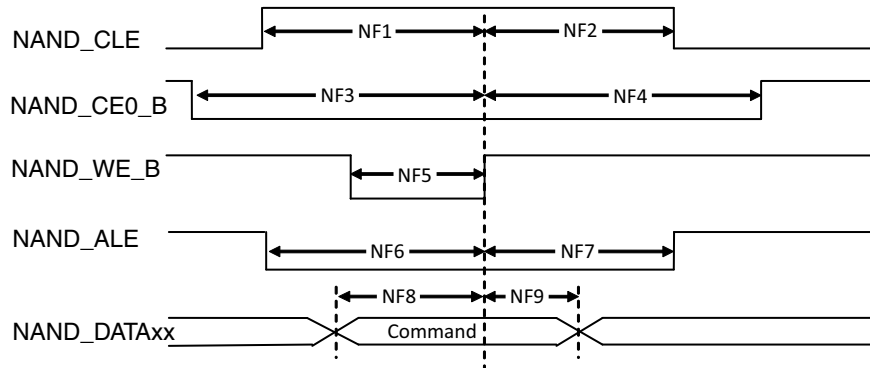 NAND_CLE NF1 NF2
NAND_CE0_B NF3 NF4
NAND_WE_B NF5
NAND_ALE NF6 NF7
NF8 NF9
NAND_DATAxx Command